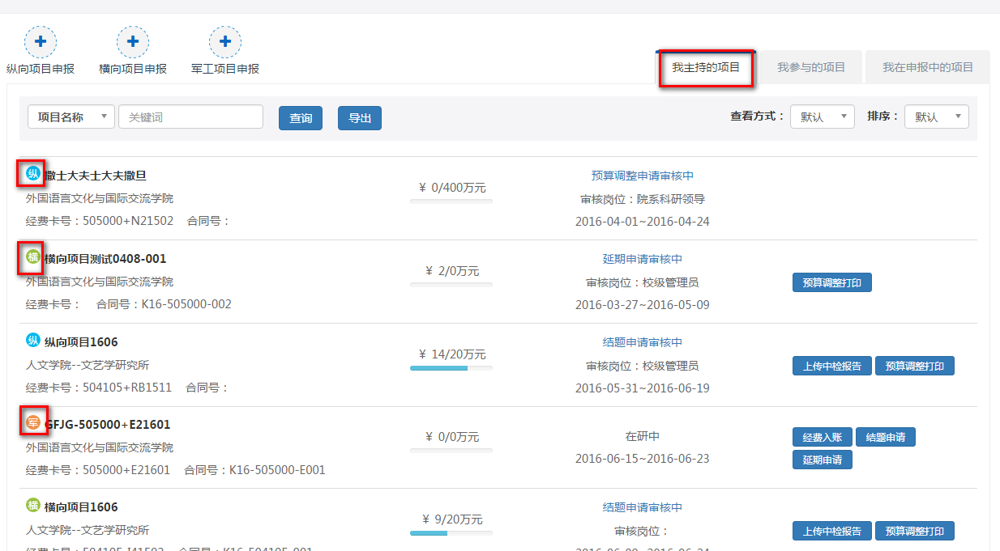 纵向项目申报 横向项目申报 军工项目申报
我主持的项目 我参与的项目 我在申报中的项目
项目名称 关键词 查询 导出 查看方式： 默认 排序： 默认
纵 撒士大夫士大夫撒旦
外国语言文化与国际交流学院
经费卡号：505000+N21502 合同号：
¥ 0/400万元
预算调整申请审核中
审核岗位：院系科研领导
2016-04-01~2016-04-24
横 横向项目测试0408-001
外国语言文化与国际交流学院
经费卡号： 合同号：K16-505000-002
¥ 2/0万元
延期申请审核中
审核岗位：校级管理员
2016-03-27~2016-05-09
预算调整打印
纵 纵向项目1606
人文学院--文艺学研究所
经费卡号：504105+RB1511 合同号：
¥ 14/20万元
结题申请审核中
审核岗位：校级管理员
2016-05-31~2016-06-19
上传中检报告 预算调整打印
军 GFJG-505000+E21601
外国语言文化与国际交流学院
经费卡号：505000+E21601 合同号：K16-505000-E001
¥ 0/0万元
在研中
2016-06-15~2016-06-23
经费入账 结题申请
延期申请
横 横向项目1606
人文学院--文艺学研究所
经费卡号：504105-I41502 合同号：K16-504105-001
¥ 9/20万元
结题申请审核中
审核岗位：
上传中检报告 预算调整打印